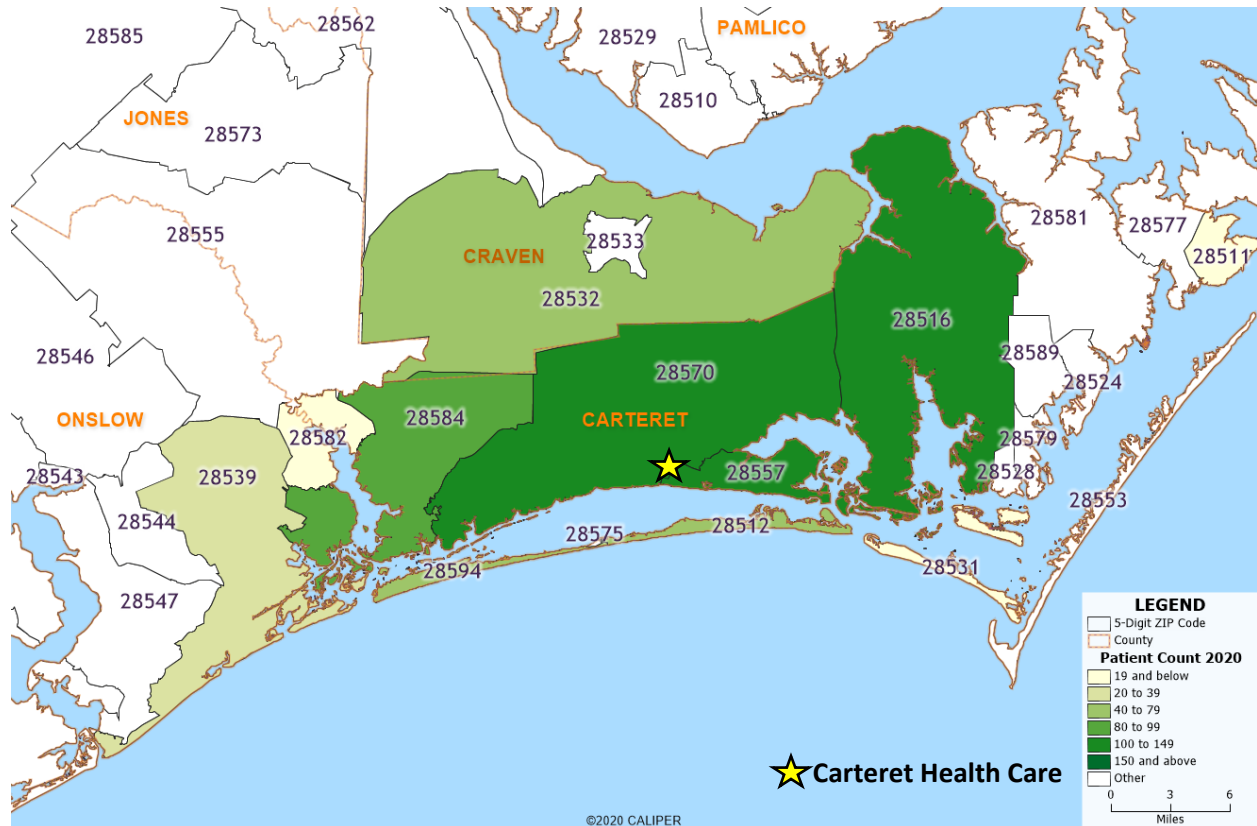 28585
28562
28529
PAMLICO
28510
JONES
28573
28555
28581
28577
28511
28533
CRAVEN
28532
28516
28546
28589
28570
28524
ONSLOW
28584
CARTERET
28582
28579
28543
28539
28557
28528
28553
28544
28512
28575
28594
28531
28547
LEGEND
5-Digit ZIP Code
County
Patient Count 2020
19 and below
20 to 39
40 to 79
80 to 99
100 to 149
150 and above
Other
0 3 6
Miles
Carteret Health Care
©2020 CALIPER